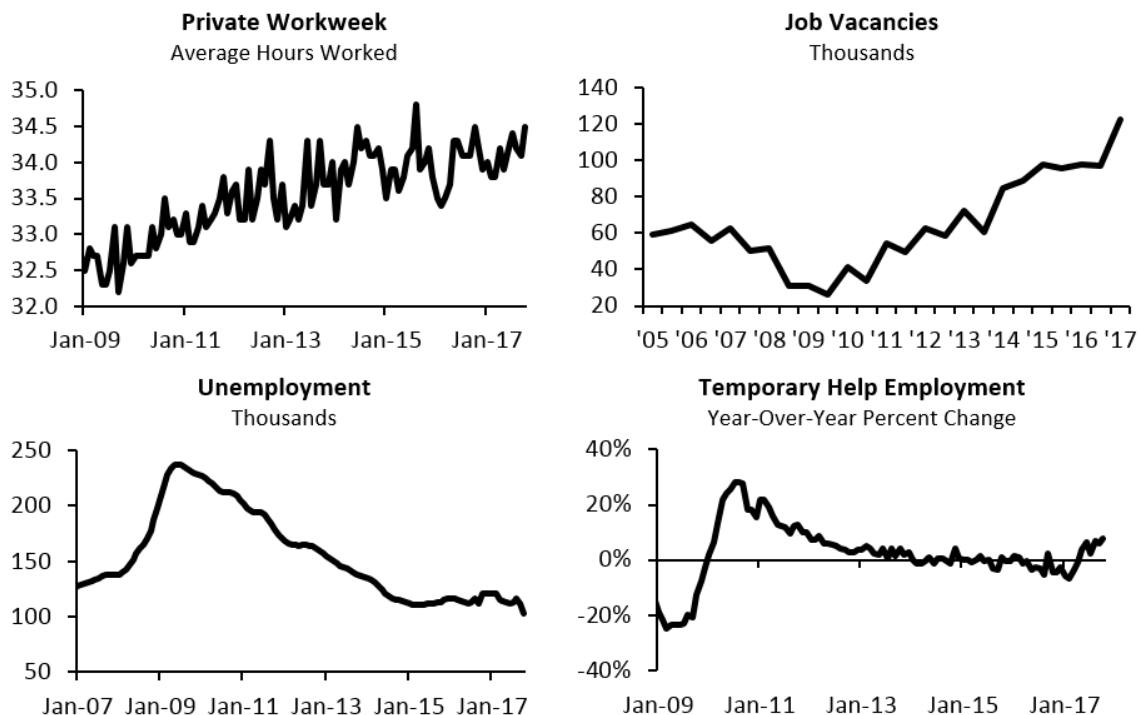 Private Workweek
Average Hours Worked
35.0
34.5
34.0
33.5
33.0
32.5
32.0
Jan-09 Jan-11 Jan-13 Jan-15 Jan-17
Job Vacancies
Thousands
140
120
100
80
60
40
20
'05 '06 '07 '08 '09 '10 '11 '12 '13 '14 '15 '16 '17
Unemployment
Thousands
250
200
150
100
50
Jan-07 Jan-09 Jan-11 Jan-13 Jan-15 Jan-17
Temporary Help Employment
Year-Over-Year Percent Change
40%
20%
0%
-20%
-40%
Jan-09 Jan-11 Jan-13 Jan-15 Jan-17